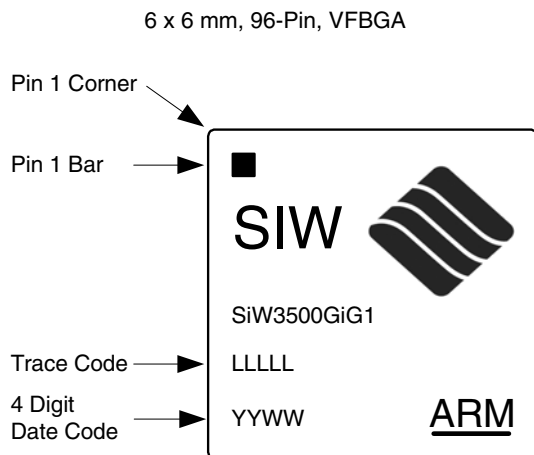 6 x 6 mm, 96-Pin, VFBGA
Pin 1 Corner
Pin 1 Bar
SIW
SiW3500GiG1
Trace Code
LLLLL
4 Digit
Date Code
YYWW
ARM